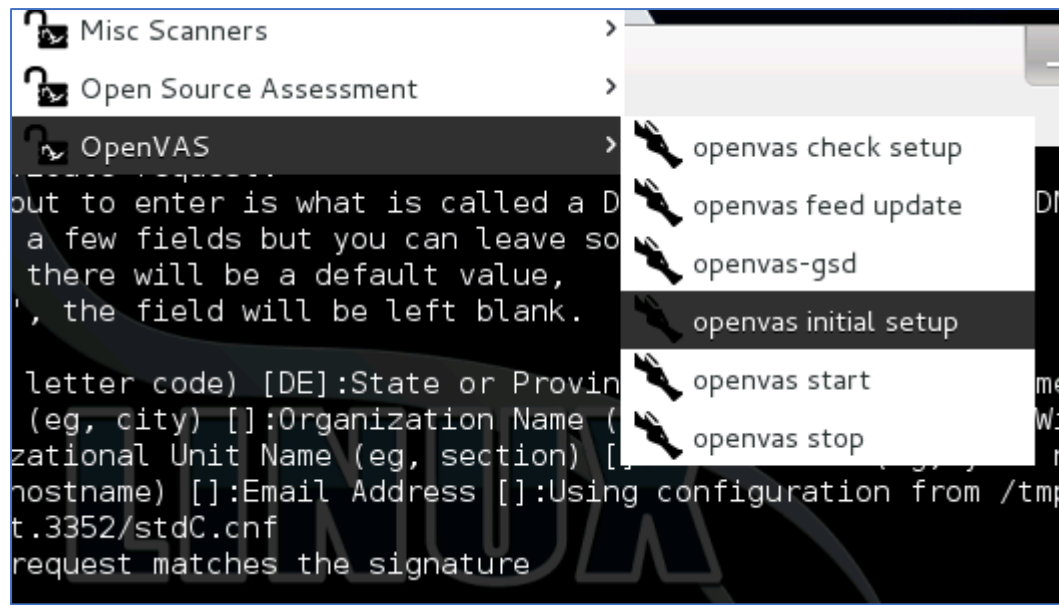 Misc Scanners
Open Source Assessment
OpenVAS
openvas check setup
openvas feed update
openvas-gsd
openvas initial setup
openvas start
openvas stop
request.
out to enter is what is called a D
a few fields but you can leave so
there will be a default value,
', the field will be left blank.
letter code) [DE]:State or Provin
(eg, city) []:Organization Name (
zational Unit Name (eg, section) [
hostname) []:Email Address []:Using configuration from /tmp
t.3352/stdC.cnf
request matches the signature
LINUX